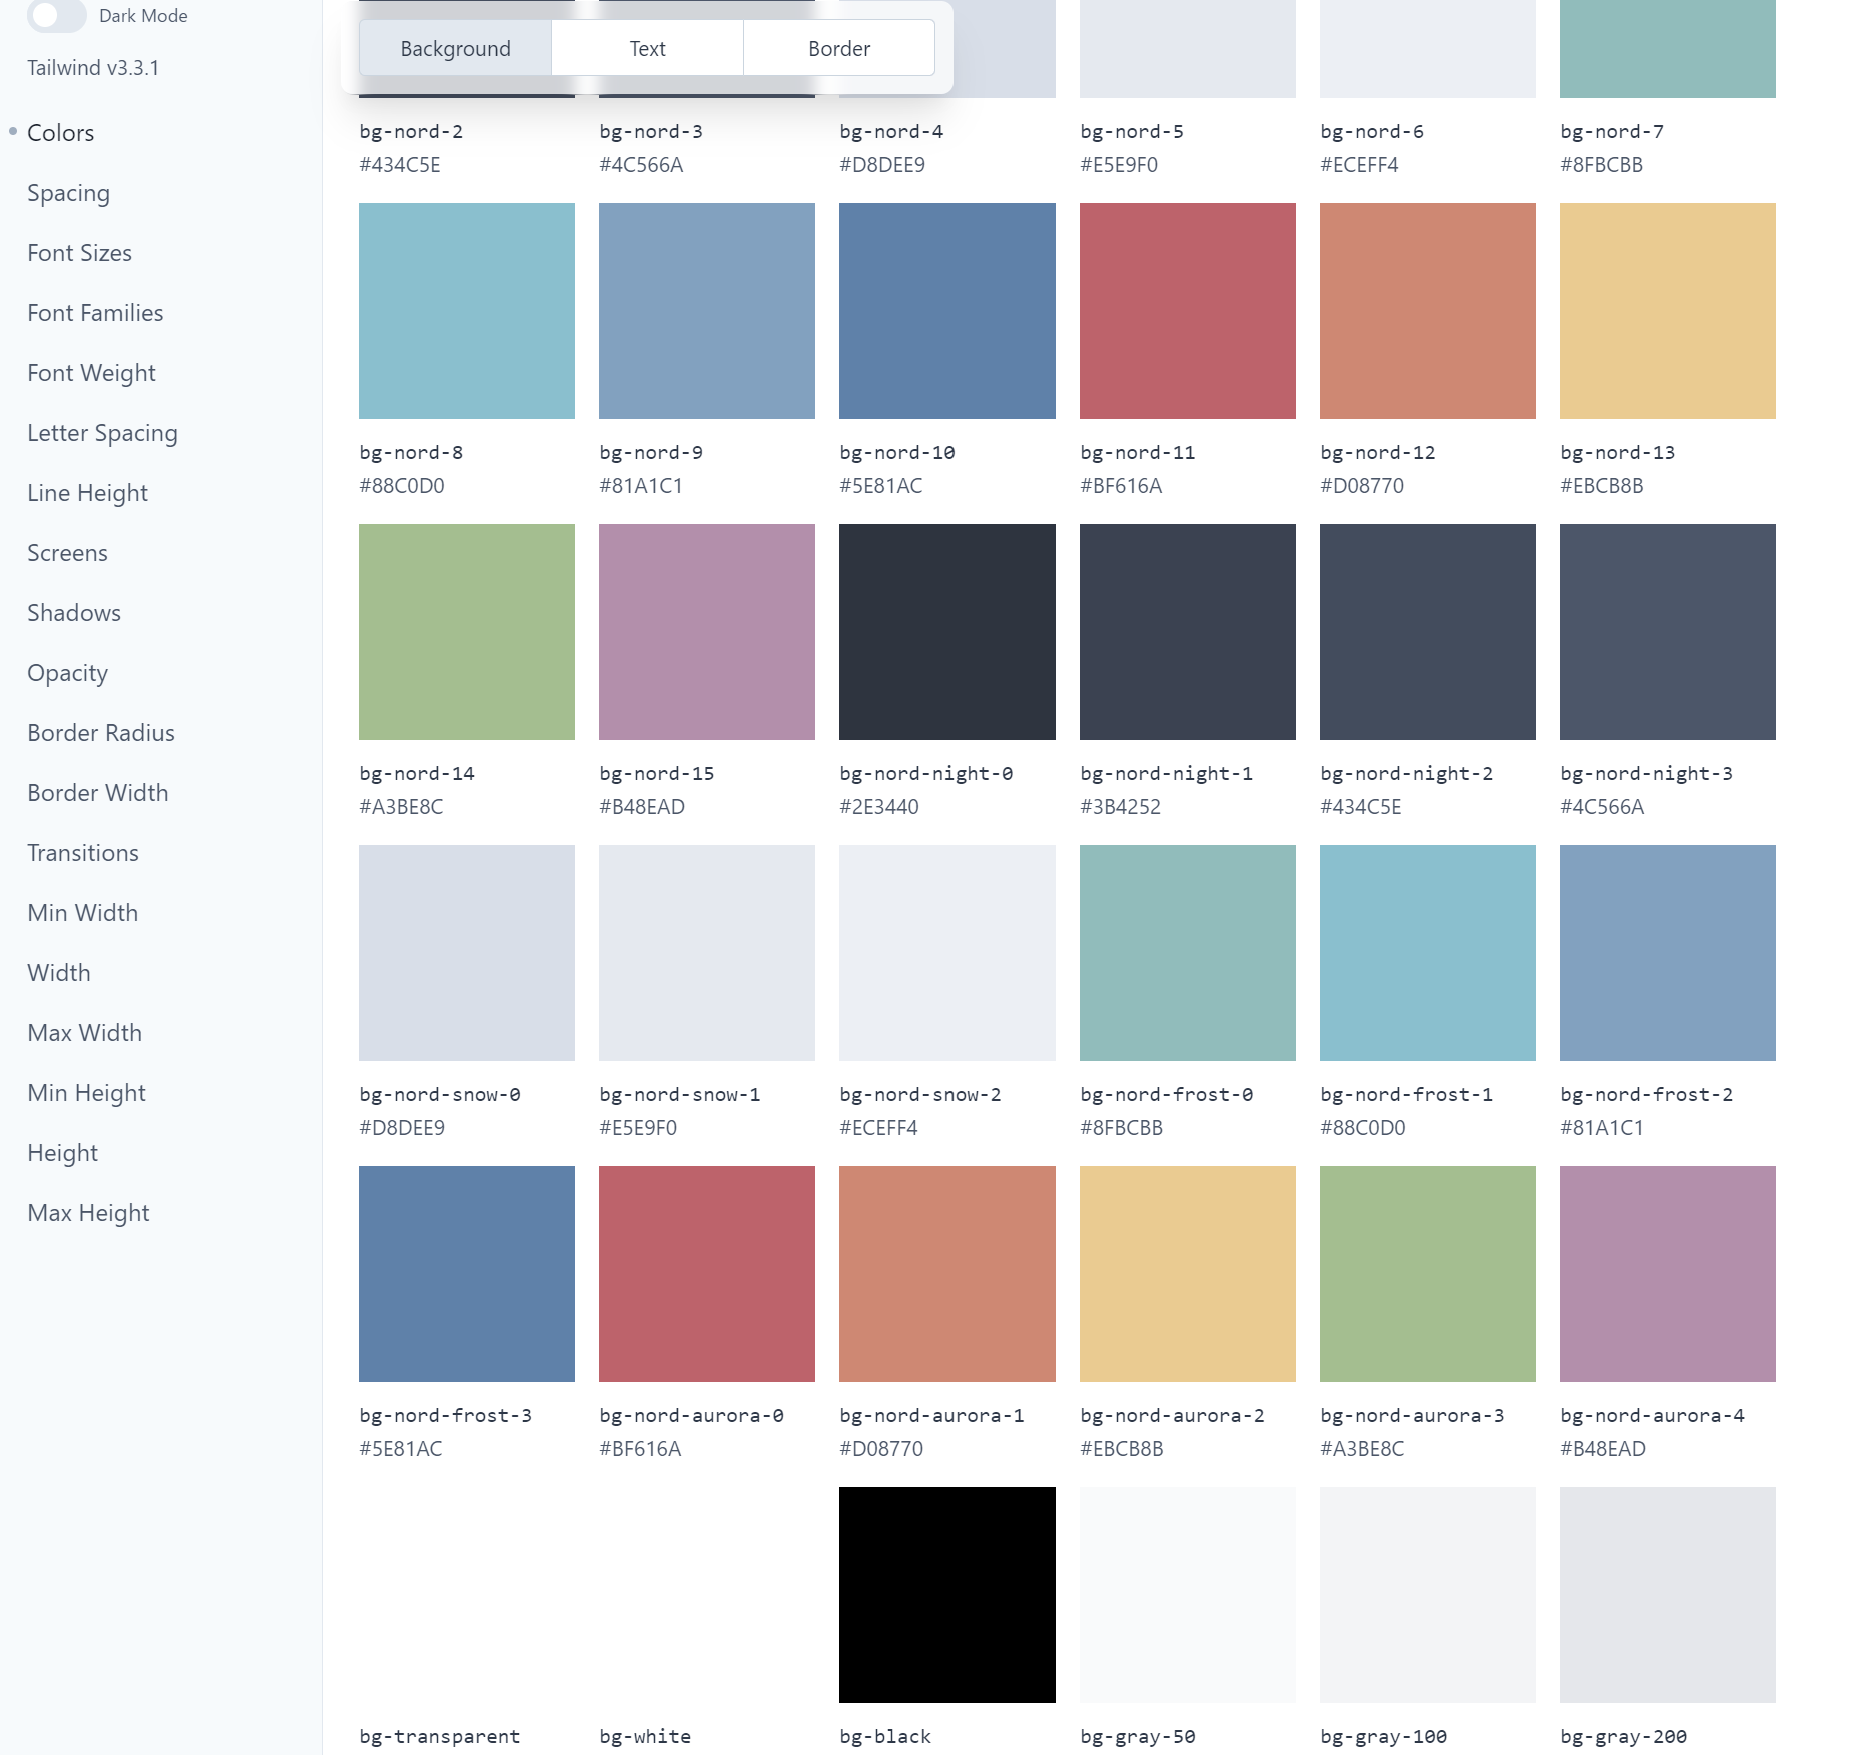 Dark Mode
Tailwind v3.3.1
Colors
Spacing
Font Sizes
Font Families
Font Weight
Letter Spacing
Line Height
Screens
Shadows
Opacity
Border Radius
Border Width
Transitions
Min Width
Width
Max Width
Min Height
Height
Max Height
Background Text Border
bg-nord-2 bg-nord-3 bg-nord-4 bg-nord-5 bg-nord-6 bg-nord-7
#434C5E #4C566A #D8DEE9 #E5E9F0 #ECEFF4 #8FBCBB
bg-nord-8 bg-nord-9 bg-nord-10 bg-nord-11 bg-nord-12 bg-nord-13
#88C0D0 #81A1C1 #5E81AC #BF616A #D08770 #EBCB8B
bg-nord-14 bg-nord-15 bg-nord-night-0 bg-nord-night-1 bg-nord-night-2 bg-nord-night-3
#A3BE8C #B48EAD #2E3440 #3B4252 #434C5E #4C566A
bg-nord-snow-0 bg-nord-snow-1 bg-nord-snow-2 bg-nord-frost-0 bg-nord-frost-1 bg-nord-frost-2
#D8DEE9 #E5E9F0 #ECEFF4 #8FBCBB #88C0D0 #81A1C1
bg-nord-frost-3 bg-nord-aurora-0 bg-nord-aurora-1 bg-nord-aurora-2 bg-nord-aurora-3 bg-nord-aurora-4
#5E81AC #BF616A #D08770 #EBCB8B #A3BE8C #B48EAD
bg-transparent bg-white bg-black bg-gray-50 bg-gray-100 bg-gray-200